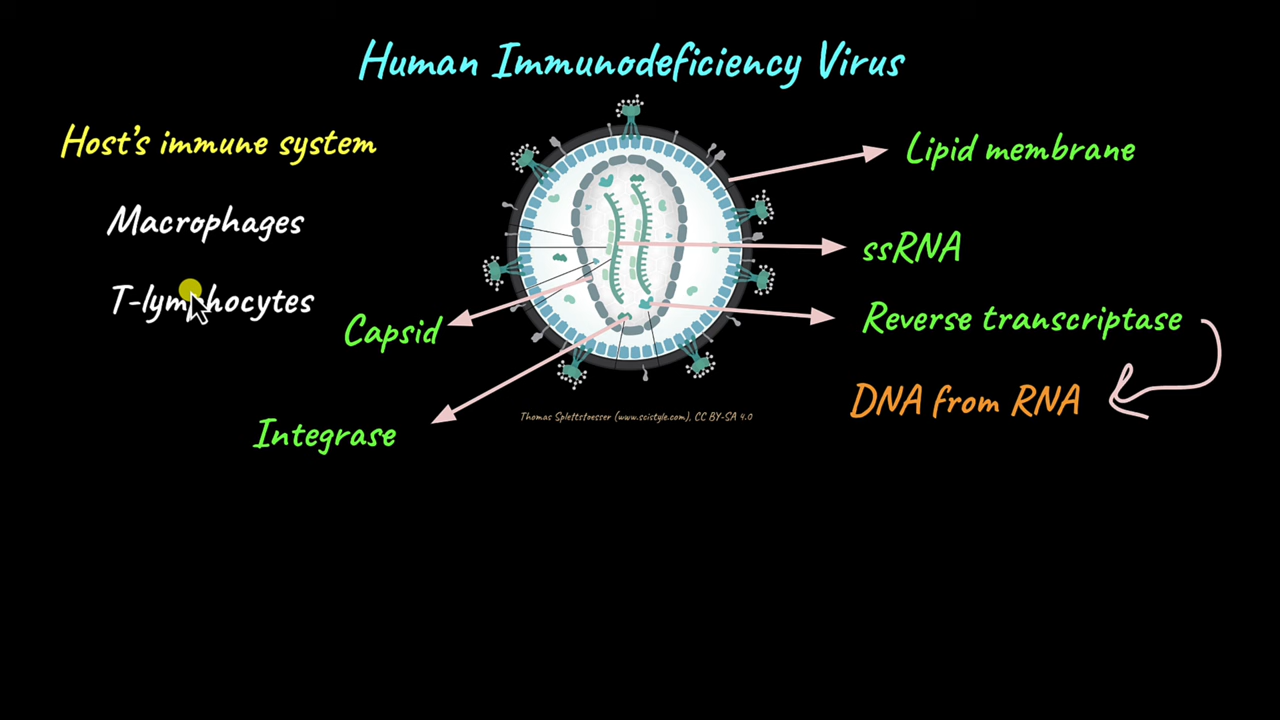 Human Immunodeficiency Virus
Host's immune system
Macrophages
T-lymphocytes
Capsid
Integrase
Lipid membrane
ssRNA
Reverse transcriptase
DNA from RNA
Thomas Splettstoesser (www.scistyle.com), CC BY-SA 4.0